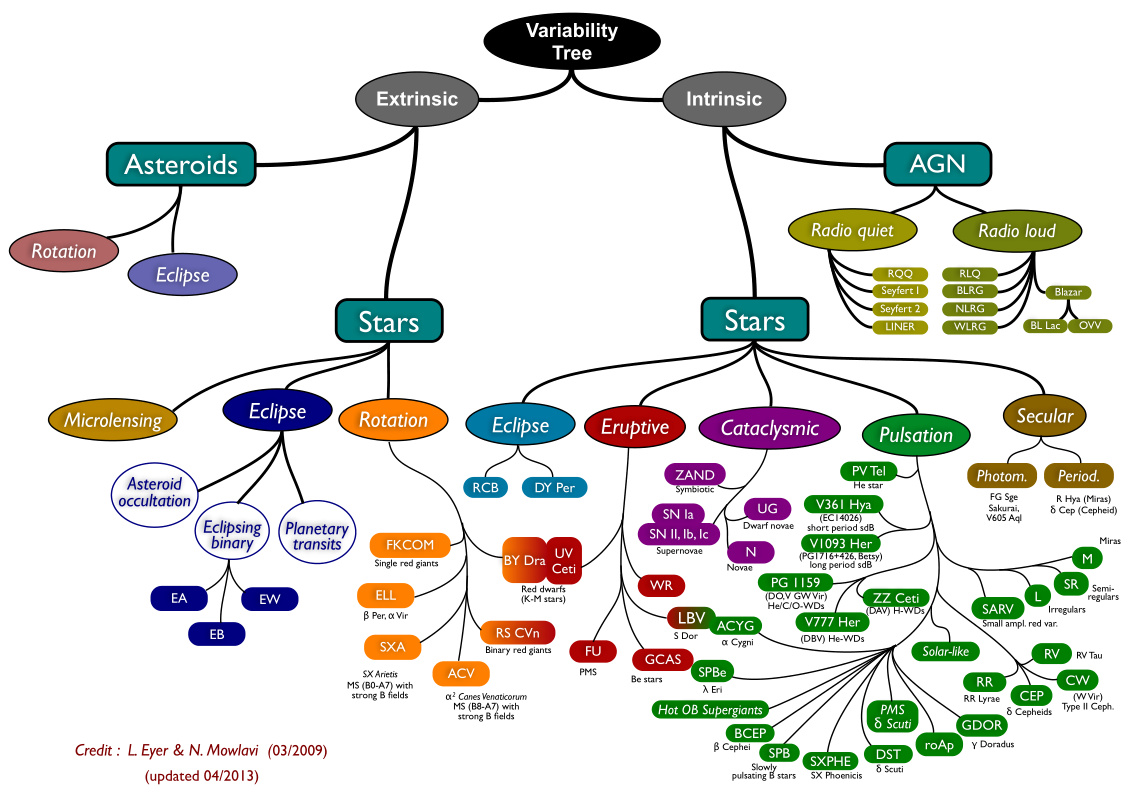 Variability
Tree
Extrinsic
Intrinsic
Asteroids
AGN
Rotation
Eclipse
Radio quiet
Radio loud
RQQ
Seyfert 1
Seyfert 2
LINER
RLQ
BLRG
NLRG
WLRG
Blazar
BL Lac
OVV
Stars
Stars
Microlensing
Eclipse
Rotation
Eclipse
Eruptive
Cataclysmic
Pulsation
Secular
Asteroid
occultation
Eclipsing
binary
Planetary
transits
EA
EB
EW
FKCOM
Single red giants
ELL
β Per, α Vir
SXA
SX Arietis
MS (B0-A7) with
strong B fields
ACV
α² Canes Venaticorum
MS (B8-A7) with
strong B fields
RS CVn
Binary red giants
BY Dra
UV
Ceti
Red dwarfs
(K-M stars)
RCB
DY Per
WR
LBV
S Dor
FU
PMS
GCAS
Be stars
ZAND
Symbiotic
SN Ia
SN II, Ib, Ic
Supernovae
UG
Dwarf novae
N
Novae
PV Tel
He star
V361 Hya
(EC14026)
short period sdB
V1093 Her
(PG1716+426, Betsy)
long period sdB
PG 1159
(DO,V GW Vir)
He/C/O-WDs
ZZ Ceti
(DAV) H-WDs
V777 Her
(DBV) He-WDs
Solar-like
ACYG
α Cygni
SPBe
λ Eri
Hot OB Supergiants
BCEP
β Cephei
SPB
Slowly
pulsating B stars
SXPHE
SX Phoenicis
PMS
δ Scuti
DST
δ Scuti
roAp
GDOR
γ Doradus
Photom.
FG Sge
Sakurai,
V605 Aql
Period.
R Hya (Miras)
δ Cep (Cepheid)
Miras
M
SR
Semi-
regulars
L
Irregulars
SARV
Small ampl. red var.
RV
RV Tau
RR
RR Lyrae
CW
(W Vir)
Type II Ceph.
CEP
δ Cepheids
Credit : L. Eyer & N. Mowlavi (03/2009)
(updated 04/2013)